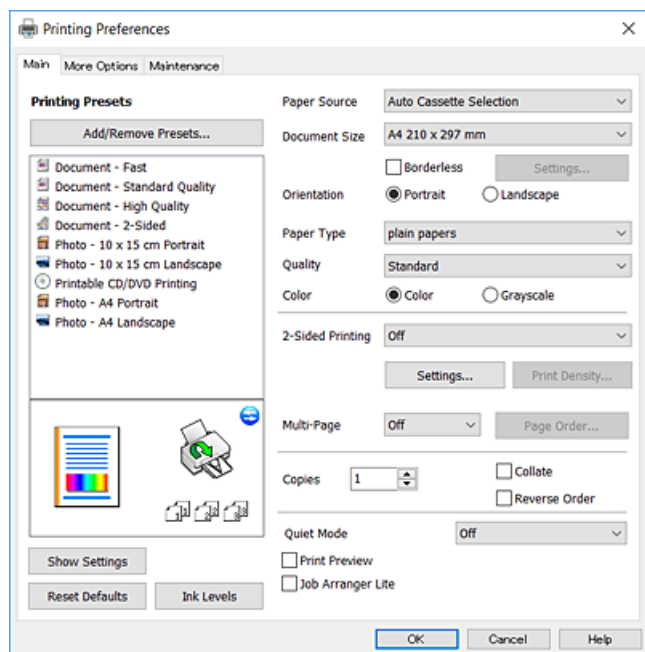 Printing Preferences
Main More Options Maintenance
Printing Presets
Add/Remove Presets...
Document - Fast
Document - Standard Quality
Document - High Quality
Document - 2-Sided
Photo - 10 x 15 cm Portrait
Photo - 10 x 15 cm Landscape
Printable CD/DVD Printing
Photo - A4 Portrait
Photo - A4 Landscape
Show Settings
Reset Defaults Ink Levels
Paper Source Auto Cassette Selection
Document Size A4 210 x 297 mm
Borderless Settings...
Orientation Portrait Landscape
Paper Type plain papers
Quality Standard
Color Color Grayscale
2-Sided Printing Off
Settings... Print Density...
Multi-Page Off Page Order...
Copies 1 Collate
Reverse Order
Quiet Mode Off
Print Preview
Job Arranger Lite
OK Cancel Help